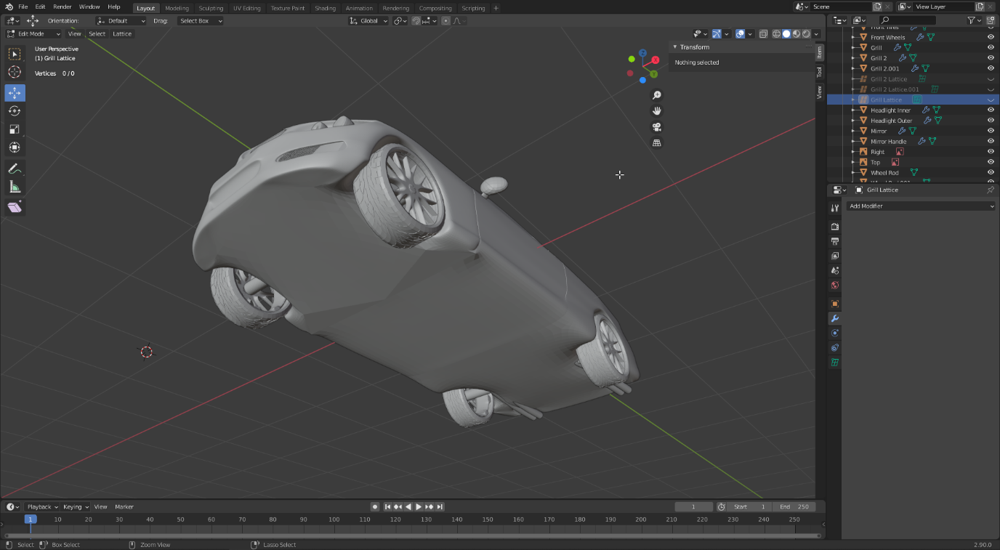 File Edit Render Window Help Layout Modeling Sculpting UV Editing Texture Paint Shading Animation Rendering Compositing Scripting + Scene View Layer
Orientation: Default Drag: Select Box Global
Edit Mode View Select Lattice
User Perspective
(1) Grill Lattice
Vertices 0/0
Transform
Nothing selected
Item
Tool
View
Z
X
Y
Front Tires
Front Wheels
Grill
Grill 2
Grill 2.001
Grill 2 Lattice
Grill 2 Lattice.001
Grill Lattice
Headlight Inner
Headlight Outer
Mirror
Mirror Handle
Right
Top
Wheel Rod
Wheel Rod.001
Grill Lattice
Add Modifier
Playback Keying View Marker 1 Start 1 End 250
1 10 20 30 40 50 60 70 80 90 100 110 120 130 140 150 160 170 180 190 200 210 220 230 240 250
Select Box Select Zoom View Lasso Select 2.90.0